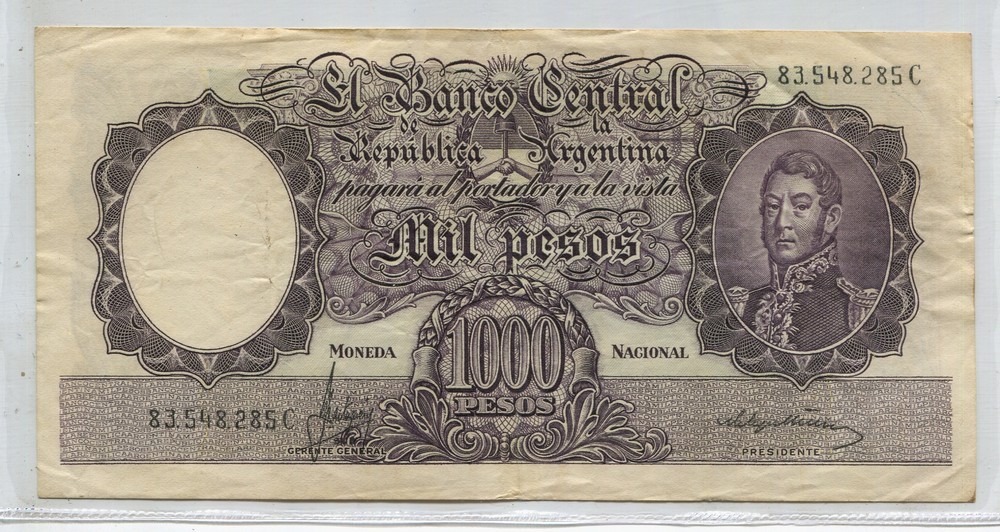 83.548.285 C
El Banco Central
de la
República Argentina
pagará al portador y a la vista
Mil pesos
MONEDA NACIONAL
1000
PESOS
83.548.285 C
GERENTE GENERAL
PRESIDENTE